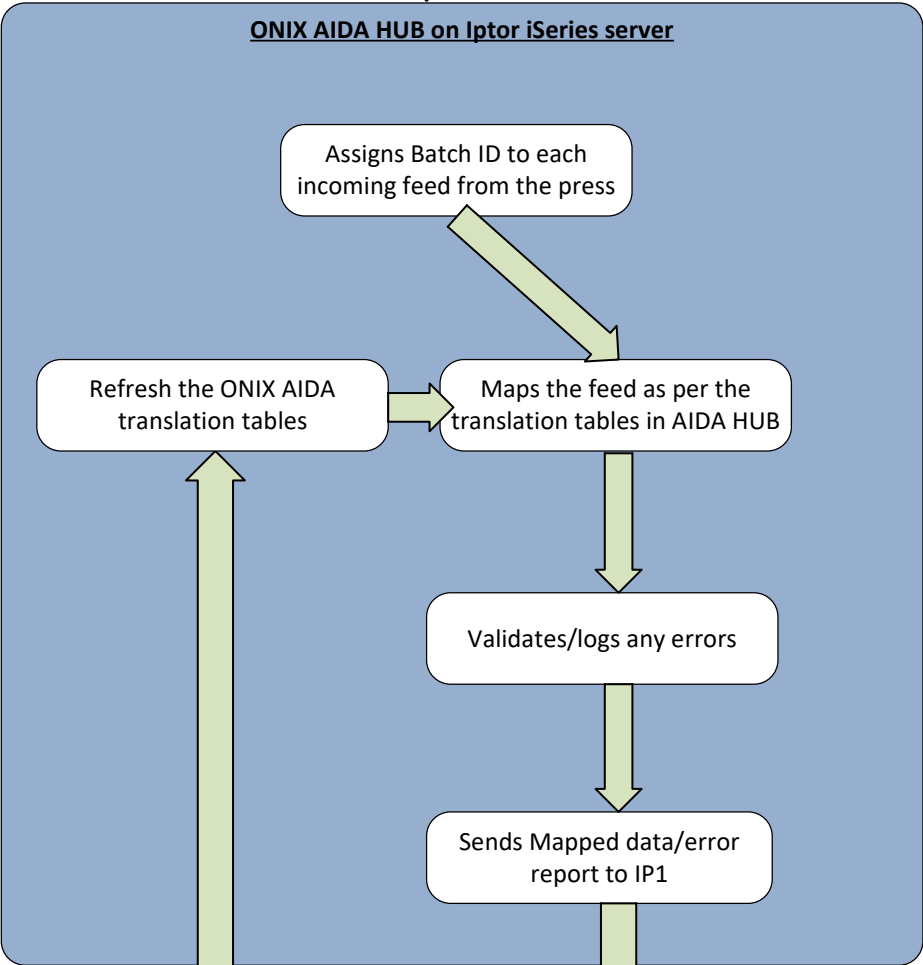 ONIX AIDA HUB on Iptor iSeries server
Assigns Batch ID to each
incoming feed from the press
Refresh the ONIX AIDA
translation tables
Maps the feed as per the
translation tables in AIDA HUB
Validates/logs any errors
Sends Mapped data/error
report to IP1